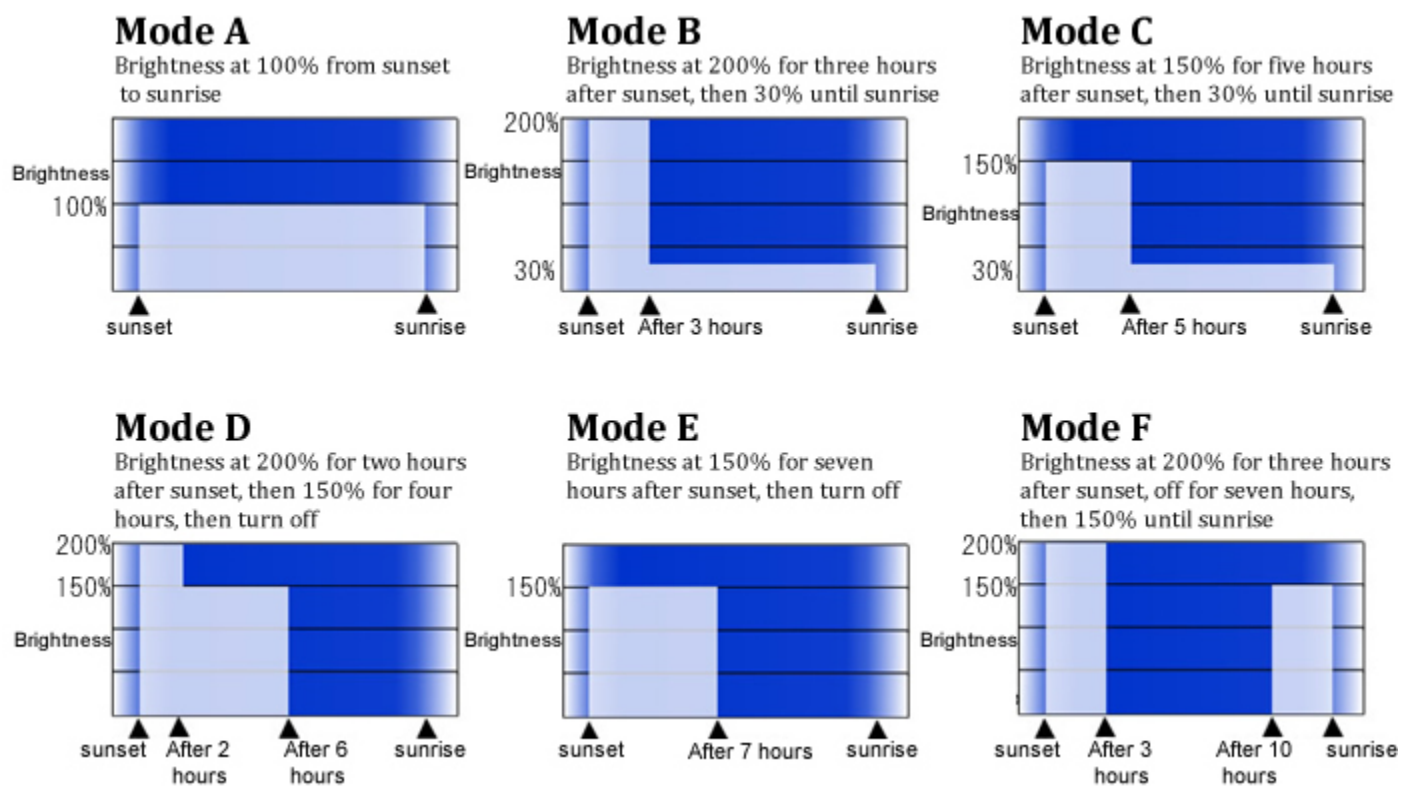 Mode A
Brightness at 100% from sunset
to sunrise
Brightness
100%
sunset
sunrise
Mode B
Brightness at 200% for three hours
after sunset, then 30% until sunrise
200%
Brightness
30%
sunset
After 3 hours
sunrise
Mode C
Brightness at 150% for five hours
after sunset, then 30% until sunrise
150%
Brightness
30%
sunset
After 5 hours
sunrise
Mode D
Brightness at 200% for two hours
after sunset, then 150% for four
hours, then turn off
200%
150%
Brightness
sunset
After 2
hours
After 6
hours
sunrise
Mode E
Brightness at 150% for seven
hours after sunset, then turn off
150%
Brightness
sunset
After 7 hours
sunrise
Mode F
Brightness at 200% for three hours
after sunset, off for seven hours,
then 150% until sunrise
200%
150%
Brightness
sunset
After 3
hours
After 10
hours
sunrise